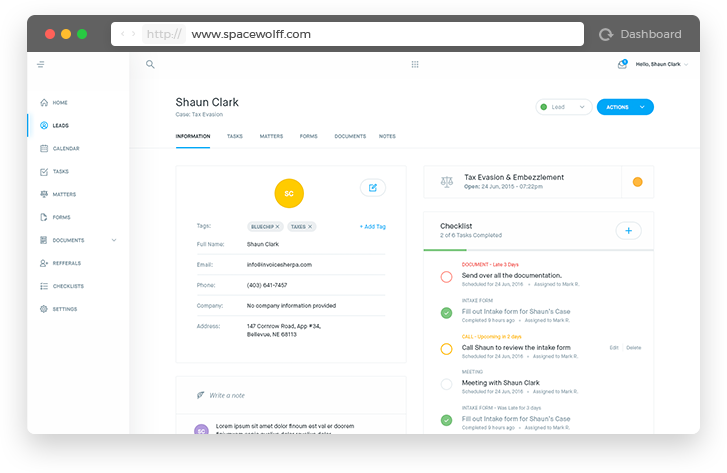 http://
www.spacewolff.com
Dashboard
Hello, Shaun Clark
HOME
LEADS
CALENDAR
TASKS
MATTERS
FORMS
DOCUMENTS
REFFERALS
CHECKLISTS
SETTINGS
Shaun Clark
Case: Tax Evasion
Lead
ACTIONS
INFORMATION TASKS MATTERS FORMS DOCUMENTS NOTES
SC
Tags: BLUECHIP × TAXES × + Add Tag
Full Name: Shaun Clark
Email: info@invoicesherpa.com
Phone: (403) 641-7457
Company: No company information provided
Address: 147 Cornrow Road, App #34,
Bellevue, NE 68113
Write a note
SC
Lorem ipsum sit amet dolor finoum est val er dorem
Tax Evasion & Embezzlement
Open: 24 Jun, 2015 - 07:22pm
Checklist
2 of 6 Tasks Completed
DOCUMENT - Late 3 Days
Send over all the documentation.
Scheduled for 24 Jun, 2016 • Assigned to Mark R.
INTAKE FORM
Fill out Intake form for Shaun's Case
Completed 9 hours ago • Assigned to Mark R.
CALL - Upcoming in 2 days
Call Shaun to review the intake form
Edit Delete
Scheduled for 24 Jun, 2016 • Assigned to Mark R.
MEETING
Meeting with Shaun Clark
Scheduled for 24 Jun, 2016 • Assigned to Mark R.
INTAKE FORM - Was Late for 3 days
Fill out Intake form for Shaun's Case
Completed 9 hours ago • Assigned to Mark R.